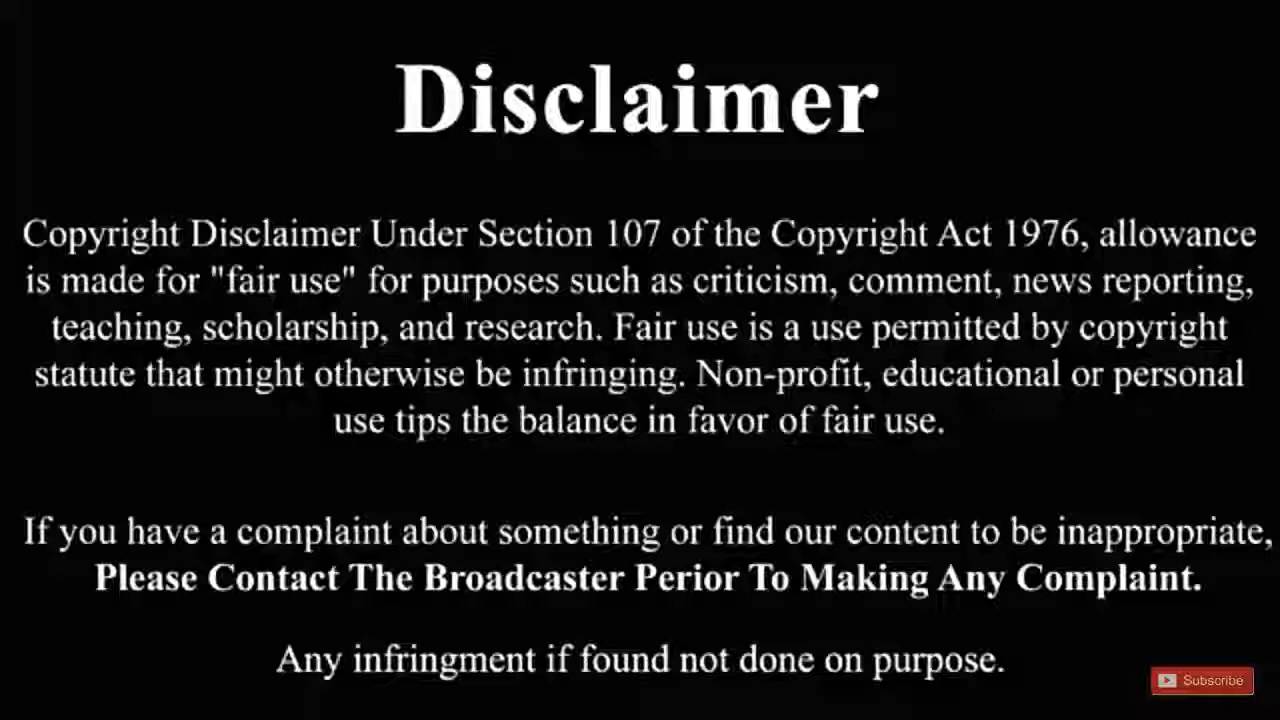 Disclaimer
Copyright Disclaimer Under Section 107 of the Copyright Act 1976, allowance
is made for "fair use" for purposes such as criticism, comment, news reporting,
teaching, scholarship, and research. Fair use is a use permitted by copyright
statute that might otherwise be infringing. Non-profit, educational or personal
use tips the balance in favor of fair use.
If you have a complaint about something or find our content to be inappropriate,
Please Contact The Broadcaster Perior To Making Any Complaint.
Any infringment if found not done on purpose.
Subscribe